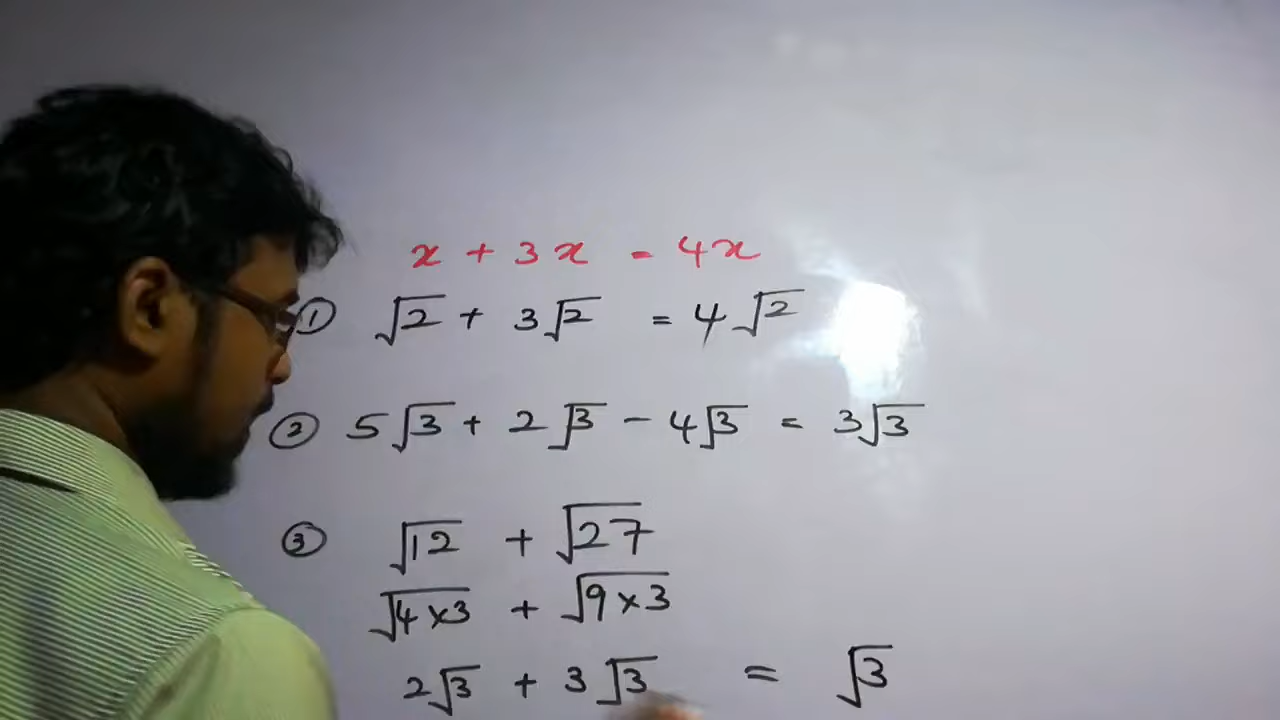 x + 3x = 4x
① √2 + 3√2 = 4√2
② 5√3 + 2√3 - 4√3 = 3√3
③ √12 + √27
√4×3 + √9×3
2√3 + 3√3 = √3